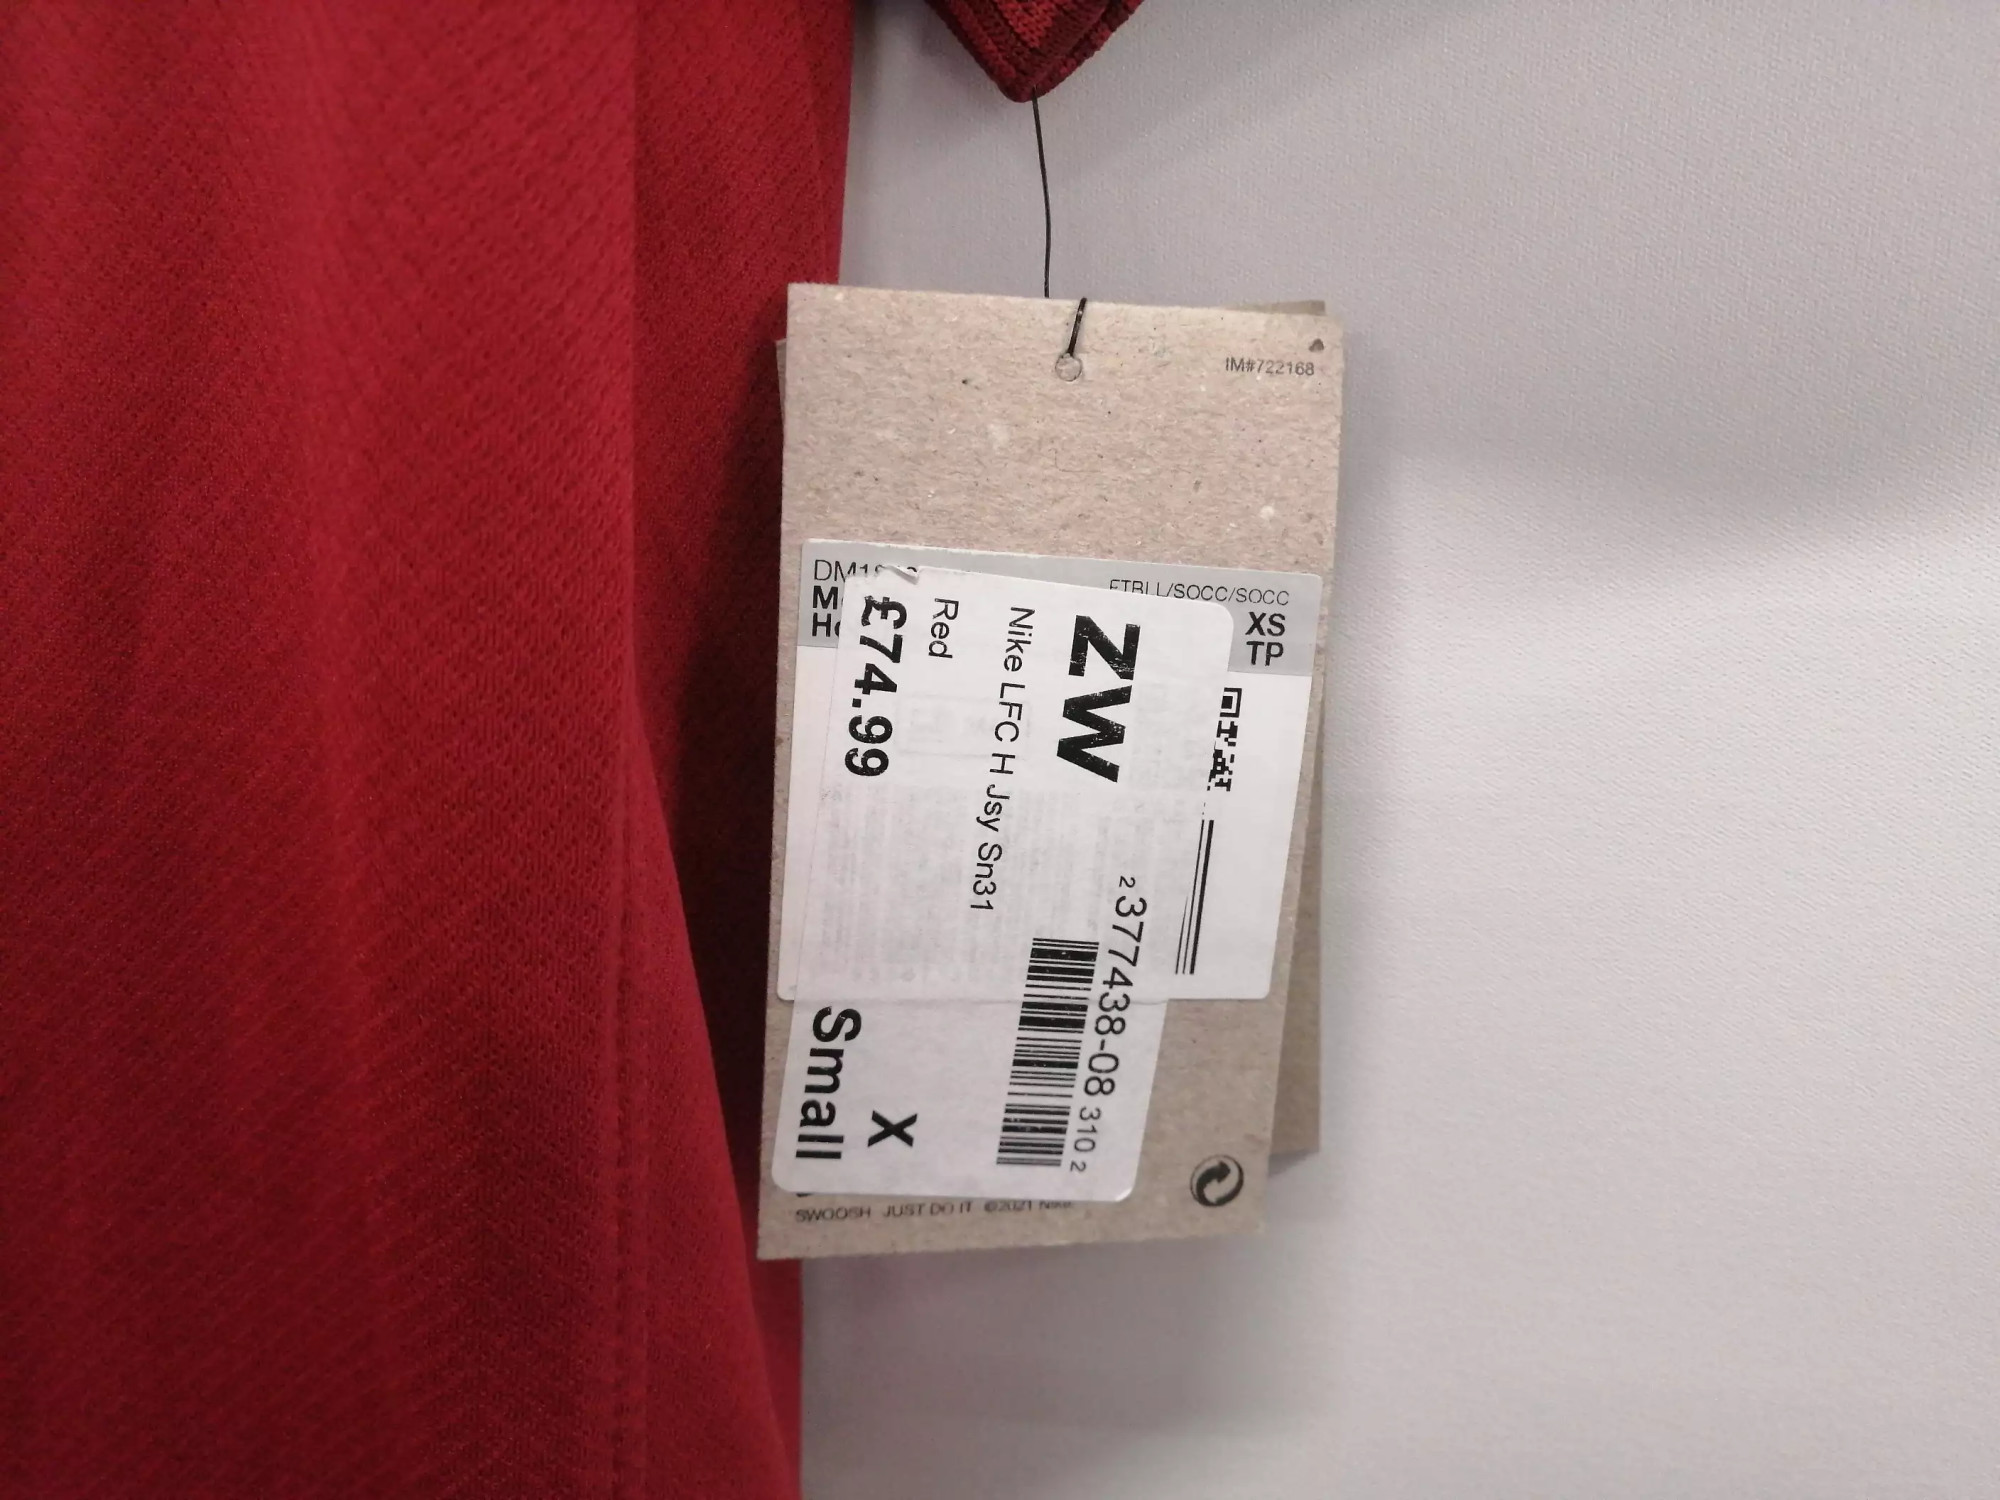 IM#722168
FTBLL/SOCC/SOCC
XS
TP
ZW
2 377438-08 310 2
Nike LFC H Jsy Sn31
Red
£74.99
X
Small
SWOOSH JUST DO IT ©2021 Nike